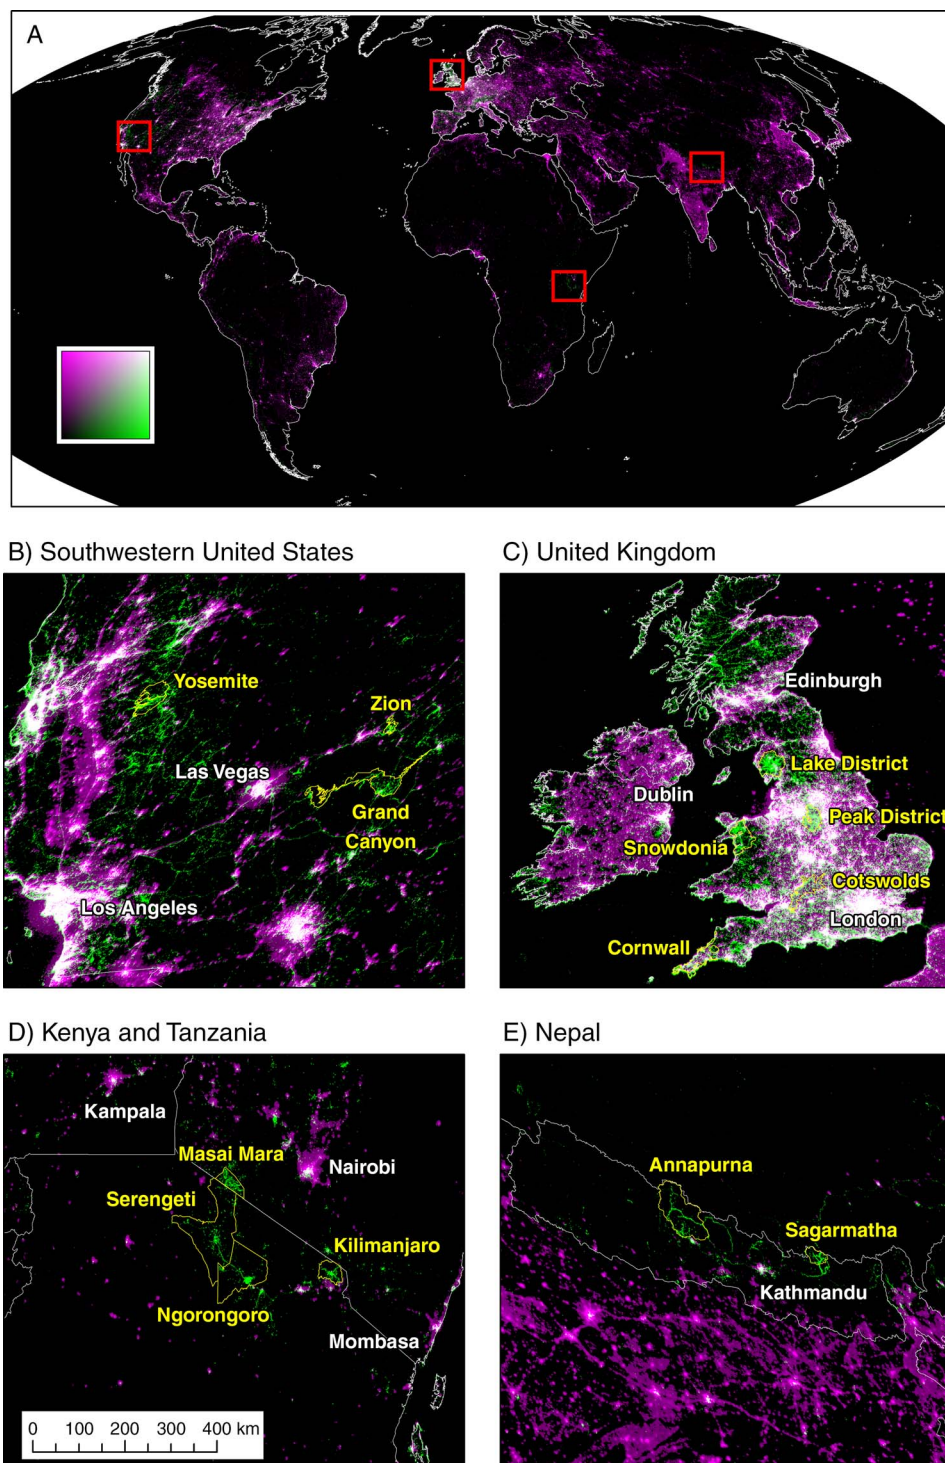 A
B) Southwestern United States
Yosemite
Zion
Las Vegas
Grand
Canyon
Los Angeles
C) United Kingdom
Edinburgh
Lake District
Dublin
Peak District
Snowdonia
Cotswolds
London
Cornwall
D) Kenya and Tanzania
Kampala
Masai Mara
Nairobi
Serengeti
Kilimanjaro
Ngorongoro
Mombasa
0 100 200 300 400 km
E) Nepal
Annapurna
Sagarmatha
Kathmandu